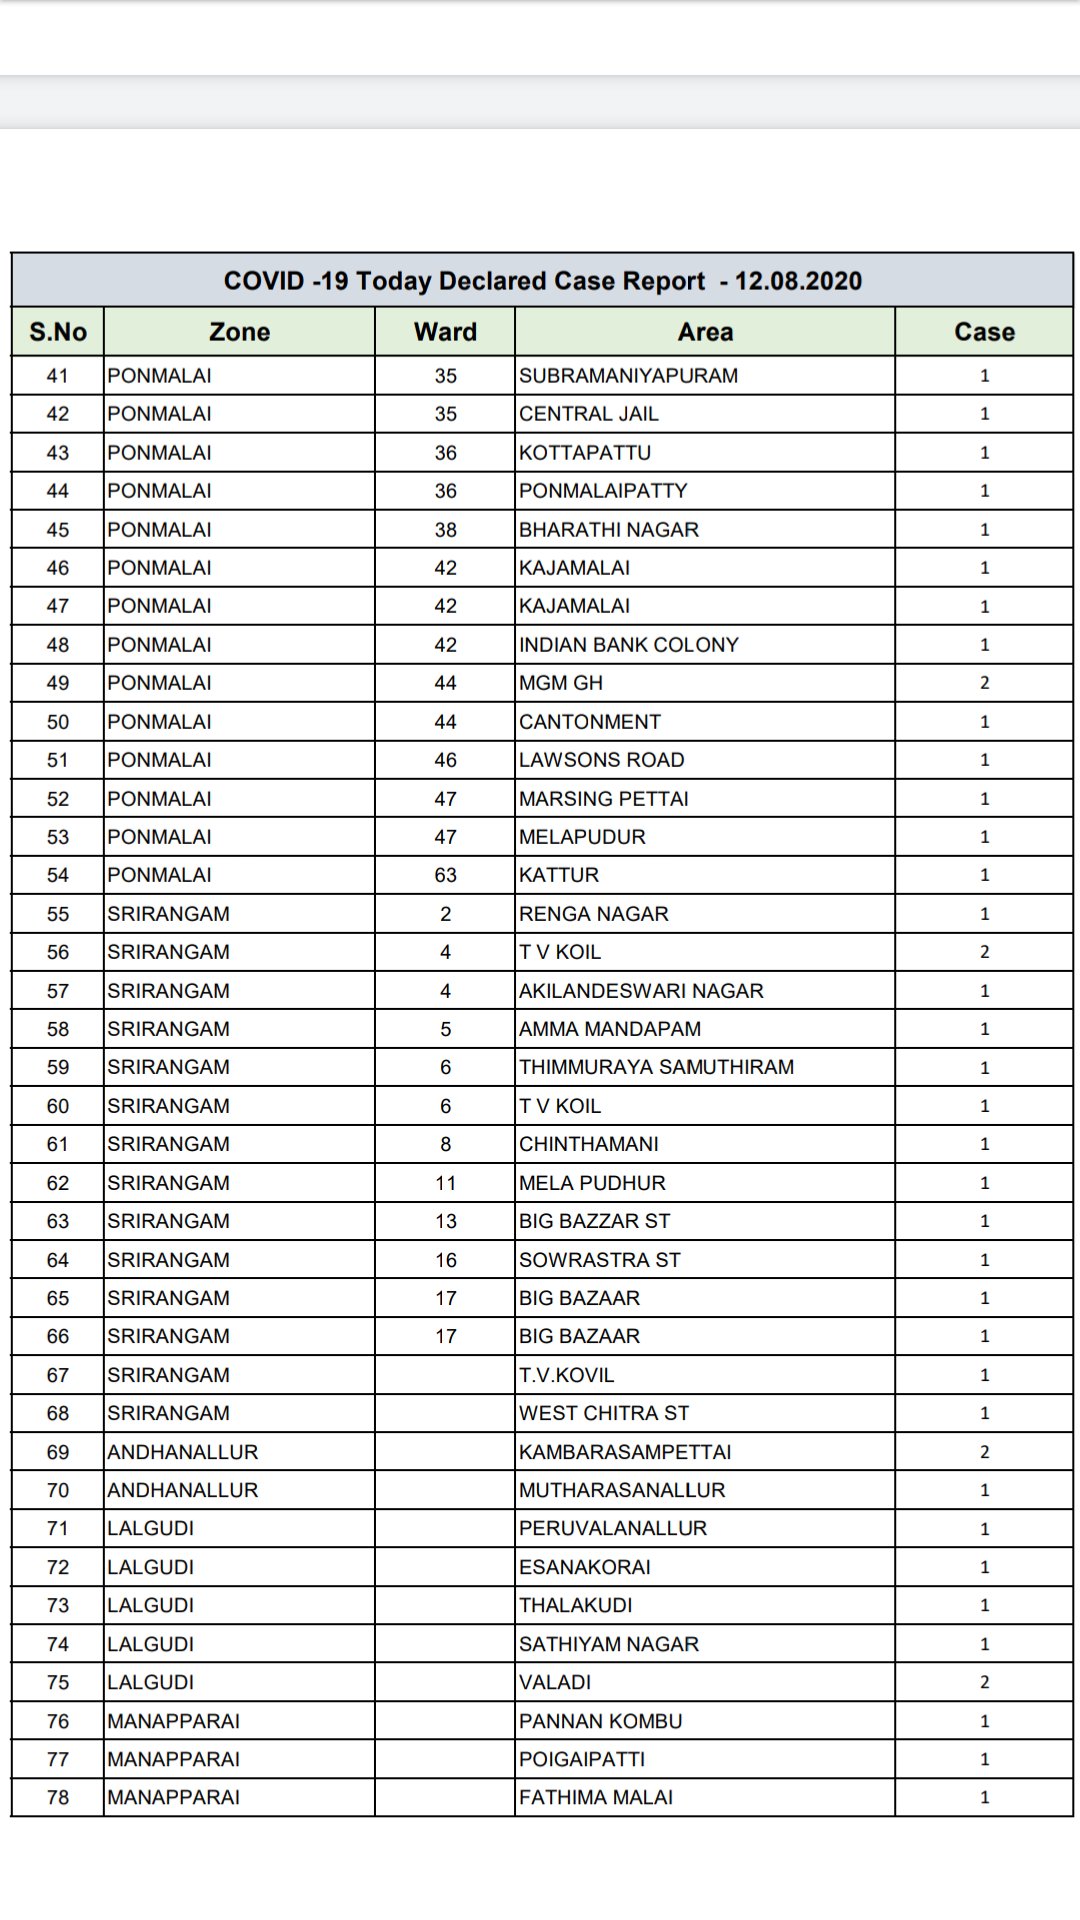 COVID -19 Today Declared Case Report - 12.08.2020
S.No Zone Ward Area Case
41 PONMALAI 35 SUBRAMANIYAPURAM 1
42 PONMALAI 35 CENTRAL JAIL 1
43 PONMALAI 36 KOTTAPATTU 1
44 PONMALAI 36 PONMALAIPATTY 1
45 PONMALAI 38 BHARATHI NAGAR 1
46 PONMALAI 42 KAJAMALAI 1
47 PONMALAI 42 KAJAMALAI 1
48 PONMALAI 42 INDIAN BANK COLONY 1
49 PONMALAI 44 MGM GH 2
50 PONMALAI 44 CANTONMENT 1
51 PONMALAI 46 LAWSONS ROAD 1
52 PONMALAI 47 MARSING PETTAI 1
53 PONMALAI 47 MELAPUDUR 1
54 PONMALAI 63 KATTUR 1
55 SRIRANGAM 2 RENGA NAGAR 1
56 SRIRANGAM 4 T V KOIL 2
57 SRIRANGAM 4 AKILANDESWARI NAGAR 1
58 SRIRANGAM 5 AMMA MANDAPAM 1
59 SRIRANGAM 6 THIMMURAYA SAMUTHIRAM 1
60 SRIRANGAM 6 T V KOIL 1
61 SRIRANGAM 8 CHINTHAMANI 1
62 SRIRANGAM 11 MELA PUDHUR 1
63 SRIRANGAM 13 BIG BAZZAR ST 1
64 SRIRANGAM 16 SOWRASTRA ST 1
65 SRIRANGAM 17 BIG BAZAAR 1
66 SRIRANGAM 17 BIG BAZAAR 1
67 SRIRANGAM T.V.KOVIL 1
68 SRIRANGAM WEST CHITRA ST 1
69 ANDHANALLUR KAMBARASAMPETTAI 2
70 ANDHANALLUR MUTHARASANALLUR 1
71 LALGUDI PERUVALANALLUR 1
72 LALGUDI ESANAKORAI 1
73 LALGUDI THALAKUDI 1
74 LALGUDI SATHIYAM NAGAR 1
75 LALGUDI VALADI 2
76 MANAPPARAI PANNAN KOMBU 1
77 MANAPPARAI POIGAIPATTI 1
78 MANAPPARAI FATHIMA MALAI 1